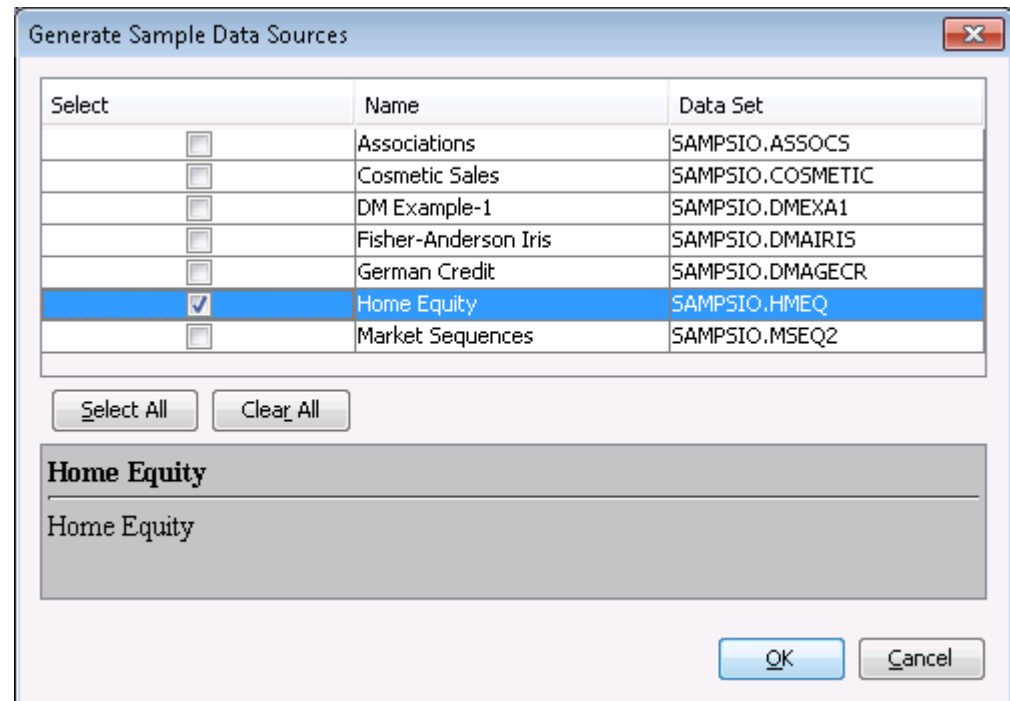 Generate Sample Data Sources
Select Name Data Set
Associations SAMPSIO.ASSOCS
Cosmetic Sales SAMPSIO.COSMETIC
DM Example-1 SAMPSIO.DMEXA1
Fisher-Anderson Iris SAMPSIO.DMAIRIS
German Credit SAMPSIO.DMAGECR
Home Equity SAMPSIO.HMEQ
Market Sequences SAMPSIO.MSEQ2
Select All Clear All
Home Equity
Home Equity
OK Cancel